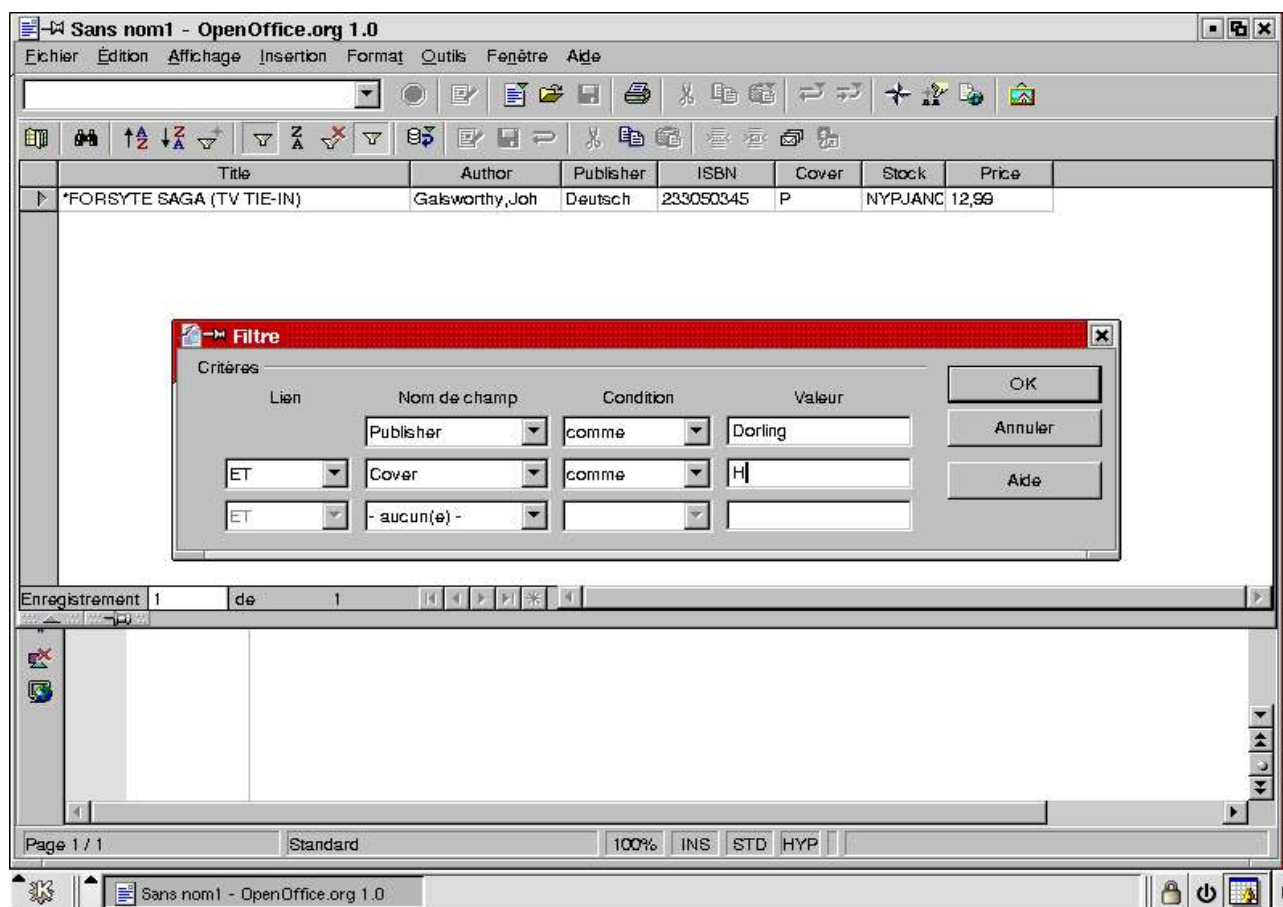 Sans nom1 - OpenOffice.org 1.0
Fichier Édition Affichage Insertion Format Outils Fenêtre Aide
Title Author Publisher ISBN Cover Stock Price
*FORSYTE SAGA (TV TIE-IN) Galsworthy,Joh Deutsch 233050345 P NYPJANC 12,99
Filtre
Critères
Lien Nom de champ Condition Valeur
OK
Publisher comme Dorling
Annuler
ET Cover comme H
Aide
ET - aucun(e) -
Enregistrement 1 de 1
Page 1 / 1 Standard 100% INS STD HYP
Sans nom1 - OpenOffice.org 1.0